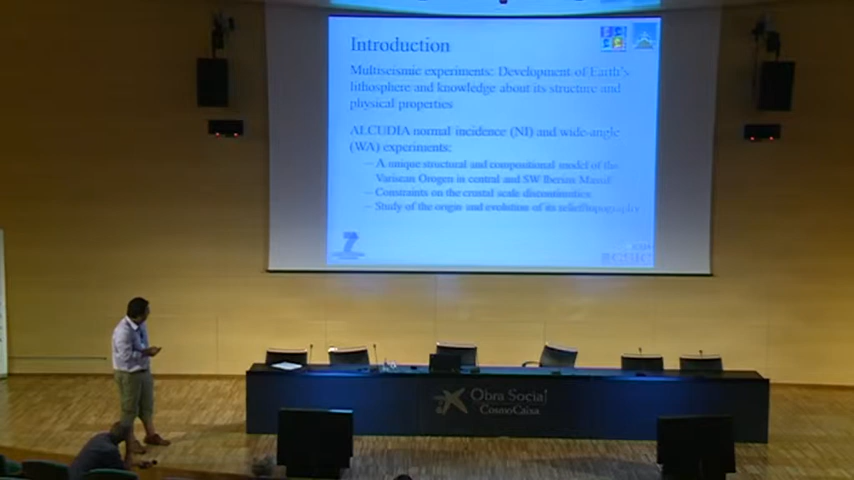 Introduction
Multiseismic experiments: Development of Earth's
lithosphere and knowledge about its structure and
physical properties
ALCUDIA normal incidence (NI) and wide-angle
(WA) experiments:
– A unique structural and compositional model of the
Variscan Orogen in central and SW Iberian Massif
– Constraints on the crustal scale discontinuities
– Study of the origin and evolution of its relief/topography
7
CSIC
Obra Social
CosmoCaixa